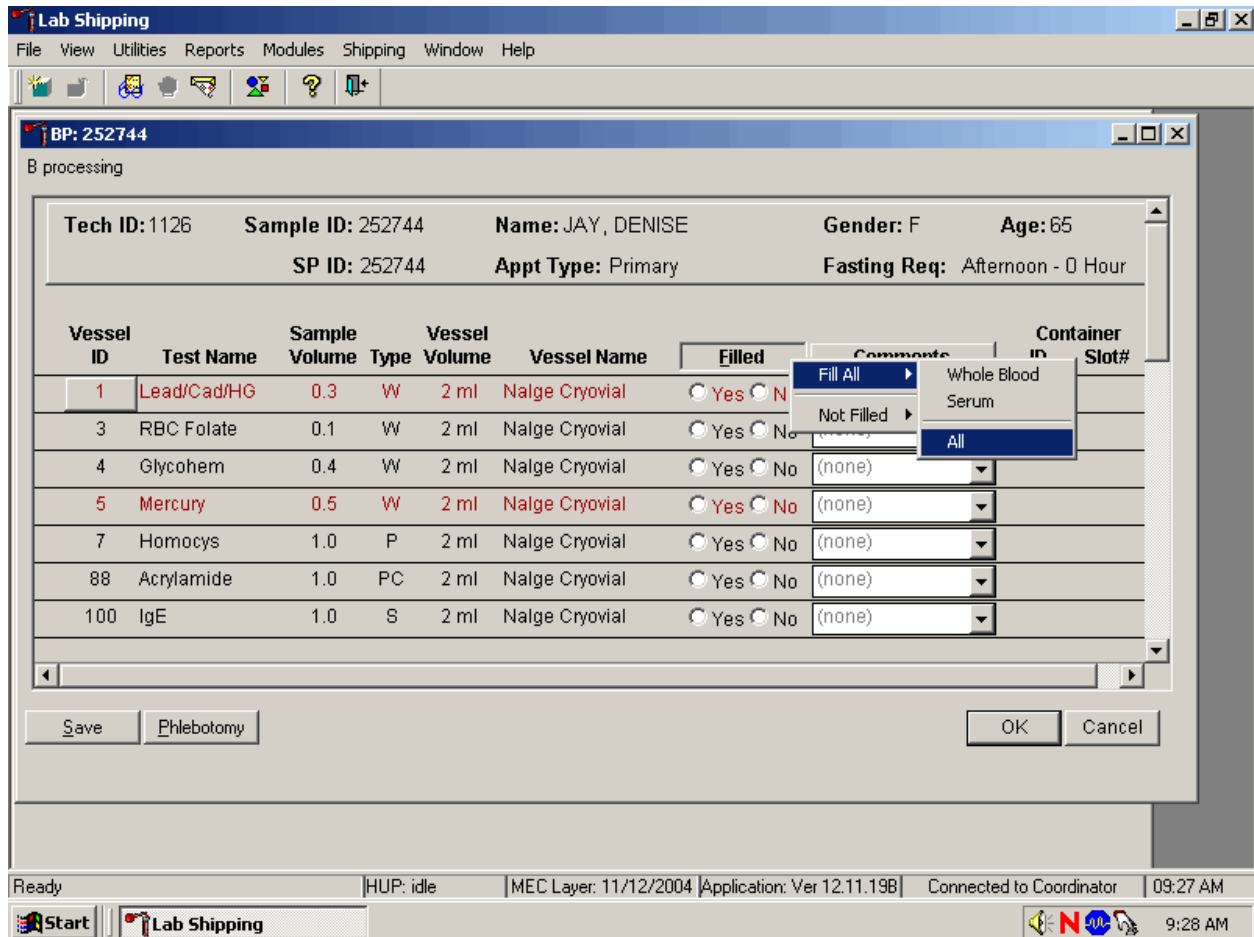 Lab Shipping
File View Utilities Reports Modules Shipping Window Help
BP: 252744
B processing
Tech ID: 1126 Sample ID: 252744 Name: JAY, DENISE Gender: F Age: 65
SP ID: 252744 Appt Type: Primary Fasting Req: Afternoon - 0 Hour
Vessel Sample Vessel Container
ID Test Name Volume Type Volume Vessel Name Filled Comments ID Slot#
1 Lead/Cad/HG 0.3 W 2 ml Nalge Cryovial Yes N
3 RBC Folate 0.1 W 2 ml Nalge Cryovial Yes No
4 Glycohem 0.4 W 2 ml Nalge Cryovial Yes No (none)
5 Mercury 0.5 W 2 ml Nalge Cryovial Yes No (none)
7 Homocys 1.0 P 2 ml Nalge Cryovial Yes No (none)
88 Acrylamide 1.0 PC 2 ml Nalge Cryovial Yes No (none)
100 IgE 1.0 S 2 ml Nalge Cryovial Yes No (none)
Fill All
Not Filled
Whole Blood
Serum
All
Save Phlebotomy OK Cancel
Ready HUP: idle MEC Layer: 11/12/2004 Application: Ver 12.11.19B Connected to Coordinator 09:27 AM
Start Lab Shipping N 9:28 AM